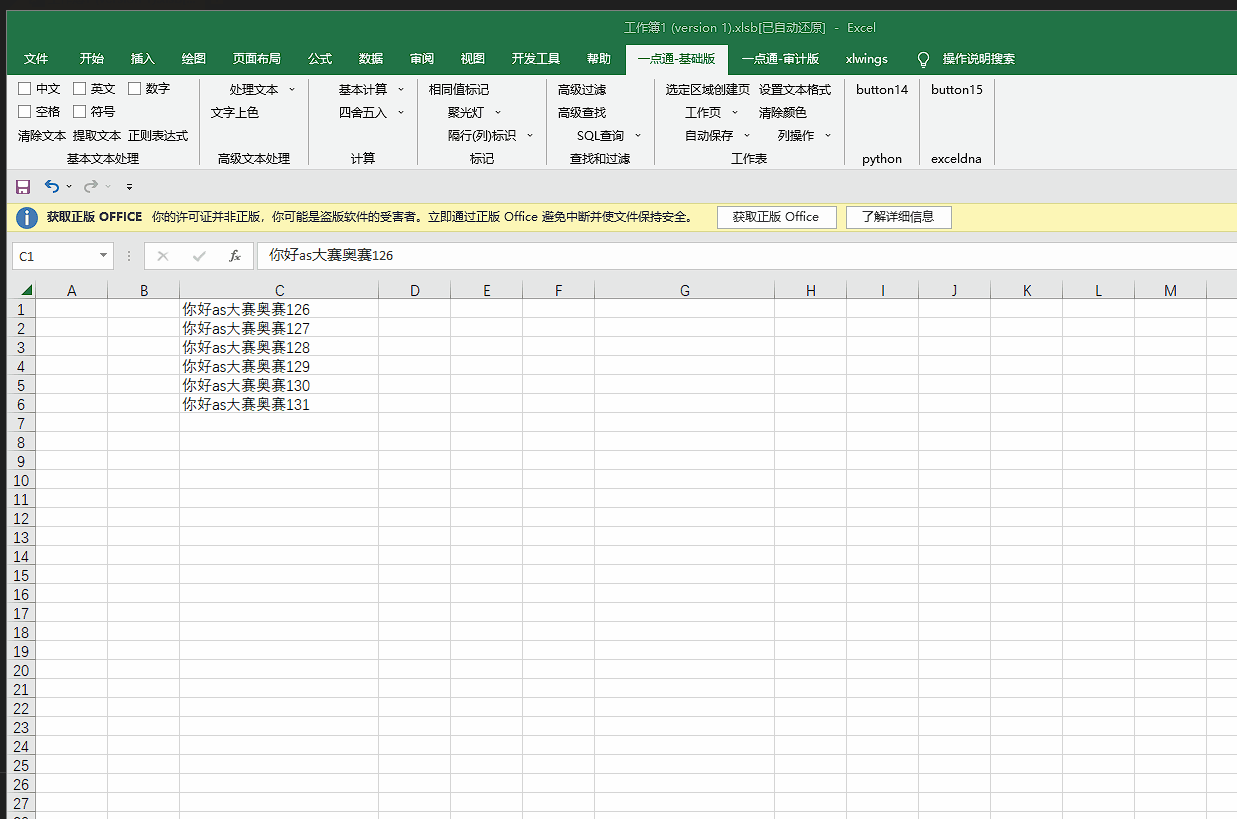 工作簿1 (version 1).xlsb[已自动还原] - Excel
文件 开始 插入 绘图 页面布局 公式 数据 审阅 视图 开发工具 帮助 一点通-基础版 一点通-审计版 xlwings 操作说明搜索
中文 英文 数字 处理文本 基本计算 相同值标记 高级过滤 选定区域创建页 设置文本格式 button14 button15
空格 符号 文字上色 四舍五入 聚光灯 高级查找 工作页 清除颜色
清除文本 提取文本 正则表达式 隔行(列)标识 SQL查询 自动保存 列操作
基本文本处理 高级文本处理 计算 标记 查找和过滤 工作表 python exceldna
获取正版 OFFICE 你的许可证并非正版，你可能是盗版软件的受害者。立即通过正版 Office 避免中断并使文件保持安全。 获取正版 Office 了解详细信息
C1 fx 你好as大赛奥赛126
A B C D E F G H I J K L M
1 你好as大赛奥赛126
2 你好as大赛奥赛127
3 你好as大赛奥赛128
4 你好as大赛奥赛129
5 你好as大赛奥赛130
6 你好as大赛奥赛131
7
8
9
10
11
12
13
14
15
16
17
18
19
20
21
22
23
24
25
26
27